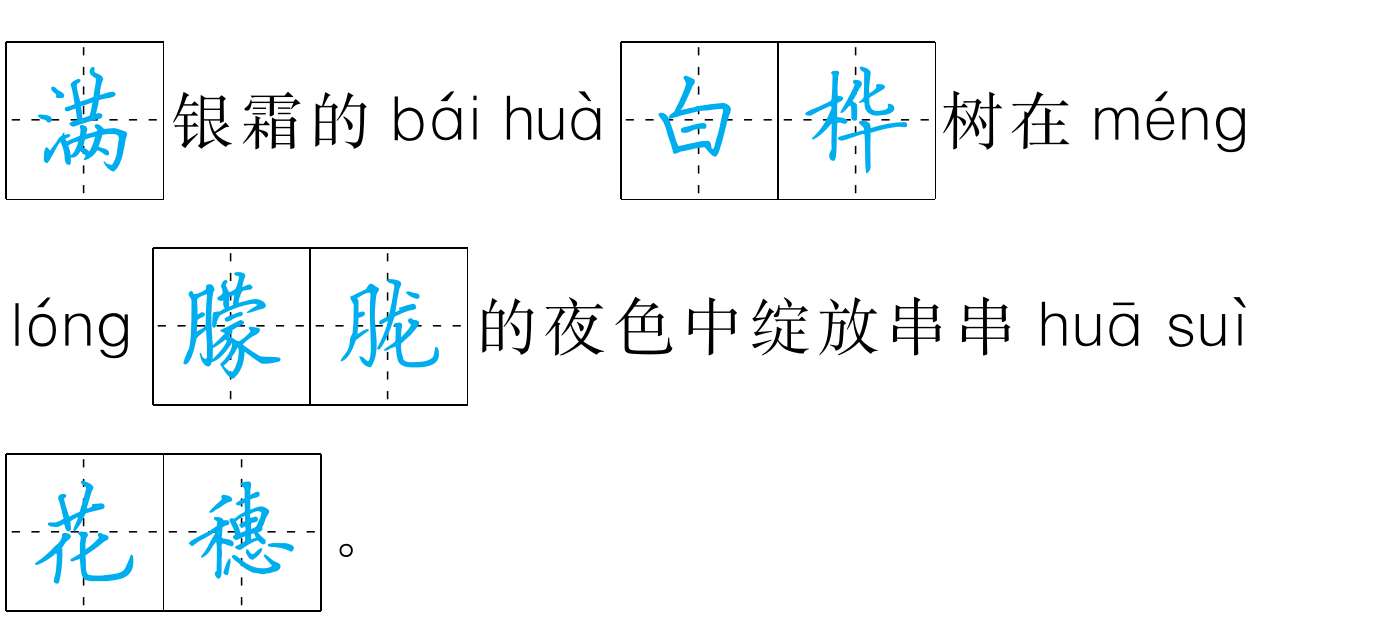 满银霜的 bái huà 白桦树在 méng
lóng 朦胧的夜色中绽放串串 huā suì
花穗。